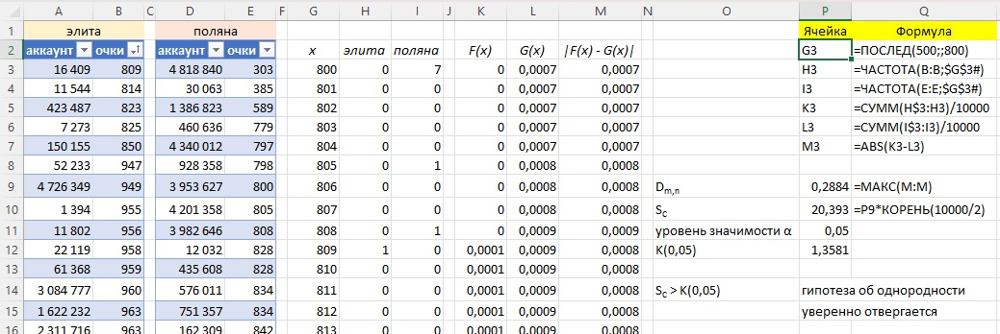 A B C D E F G H I J K L M N O P Q
1 элита поляна Ячейка Формула
2 аккаунт очки аккаунт очки x элита поляна F(x) G(x) |F(x) - G(x)| G3 =ПОСЛЕД(500;;800)
3 16 409 809 4 818 840 303 800 0 7 0 0,0007 0,0007 H3 =ЧАСТОТА(B:B;$G$3#)
4 11 544 814 30 063 385 801 0 0 0 0,0007 0,0007 I3 =ЧАСТОТА(E:E;$G$3#)
5 423 487 823 1 386 823 589 802 0 0 0 0,0007 0,0007 K3 =СУММ(H$3:H3)/10000
6 7 273 825 460 636 779 803 0 0 0 0,0007 0,0007 L3 =СУММ(I$3:I3)/10000
7 150 155 850 4 340 012 797 804 0 0 0 0,0007 0,0007 M3 =ABS(K3-L3)
8 52 233 947 928 358 798 805 0 1 0 0,0008 0,0008
9 4 726 349 949 3 953 627 800 806 0 0 0 0,0008 0,0008 Dm,n 0,2884 =МАКС(M:M)
10 1 394 955 4 201 358 805 807 0 0 0 0,0008 0,0008 Sc 20,393 =P9*КОРЕНЬ(10000/2)
11 11 802 956 3 982 646 808 808 0 1 0 0,0009 0,0009 уровень значимости α 0,05
12 22 119 958 12 032 828 809 1 0 0,0001 0,0009 0,0008 K(0,05) 1,3581
13 61 368 959 435 608 828 810 0 0 0,0001 0,0009 0,0008
14 3 084 777 960 576 011 834 811 0 0 0,0001 0,0009 0,0008 Sc > K(0,05) гипотеза об однородности
15 1 622 232 963 751 357 834 812 0 0 0,0001 0,0009 0,0008 уверенно отвергается
16 2 311 716 963 162 309 842 813 0 0 0,0001 0,0009 0,0008